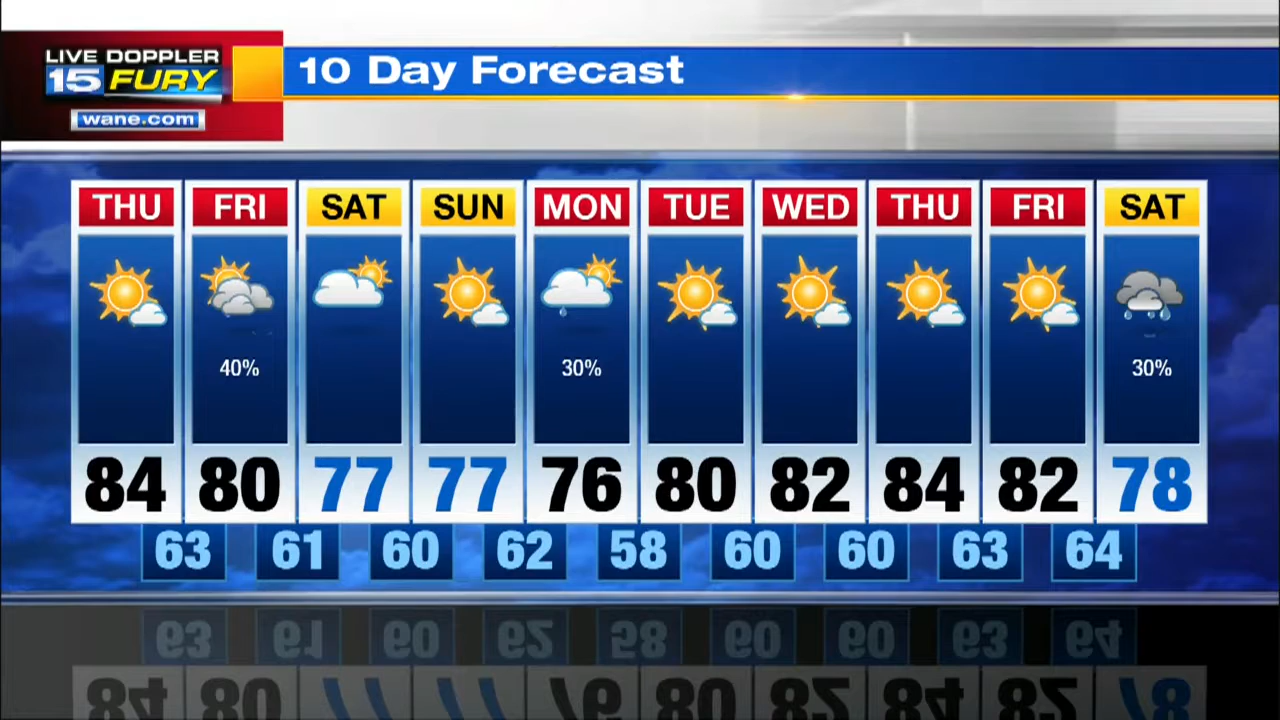 LIVE DOPPLER
15 FURY
wane.com
10 Day Forecast
THU FRI SAT SUN MON TUE WED THU FRI SAT
40% 30% 30%
84 80 77 77 76 80 82 84 82 78
63 61 60 62 58 60 60 63 64